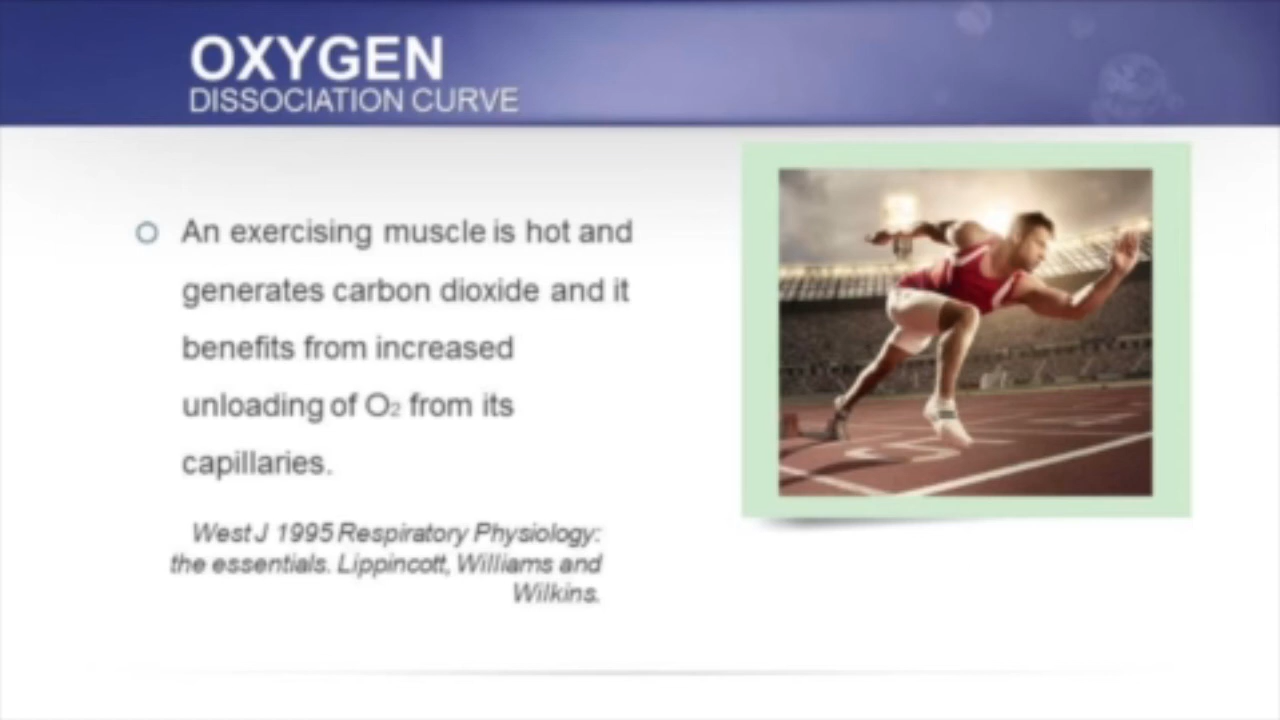 OXYGEN
DISSOCIATION CURVE
An exercising muscle is hot and
generates carbon dioxide and it
benefits from increased
unloading of O₂ from its
capillaries.
West J 1995 Respiratory Physiology:
the essentials. Lippincott, Williams and
Wilkins.